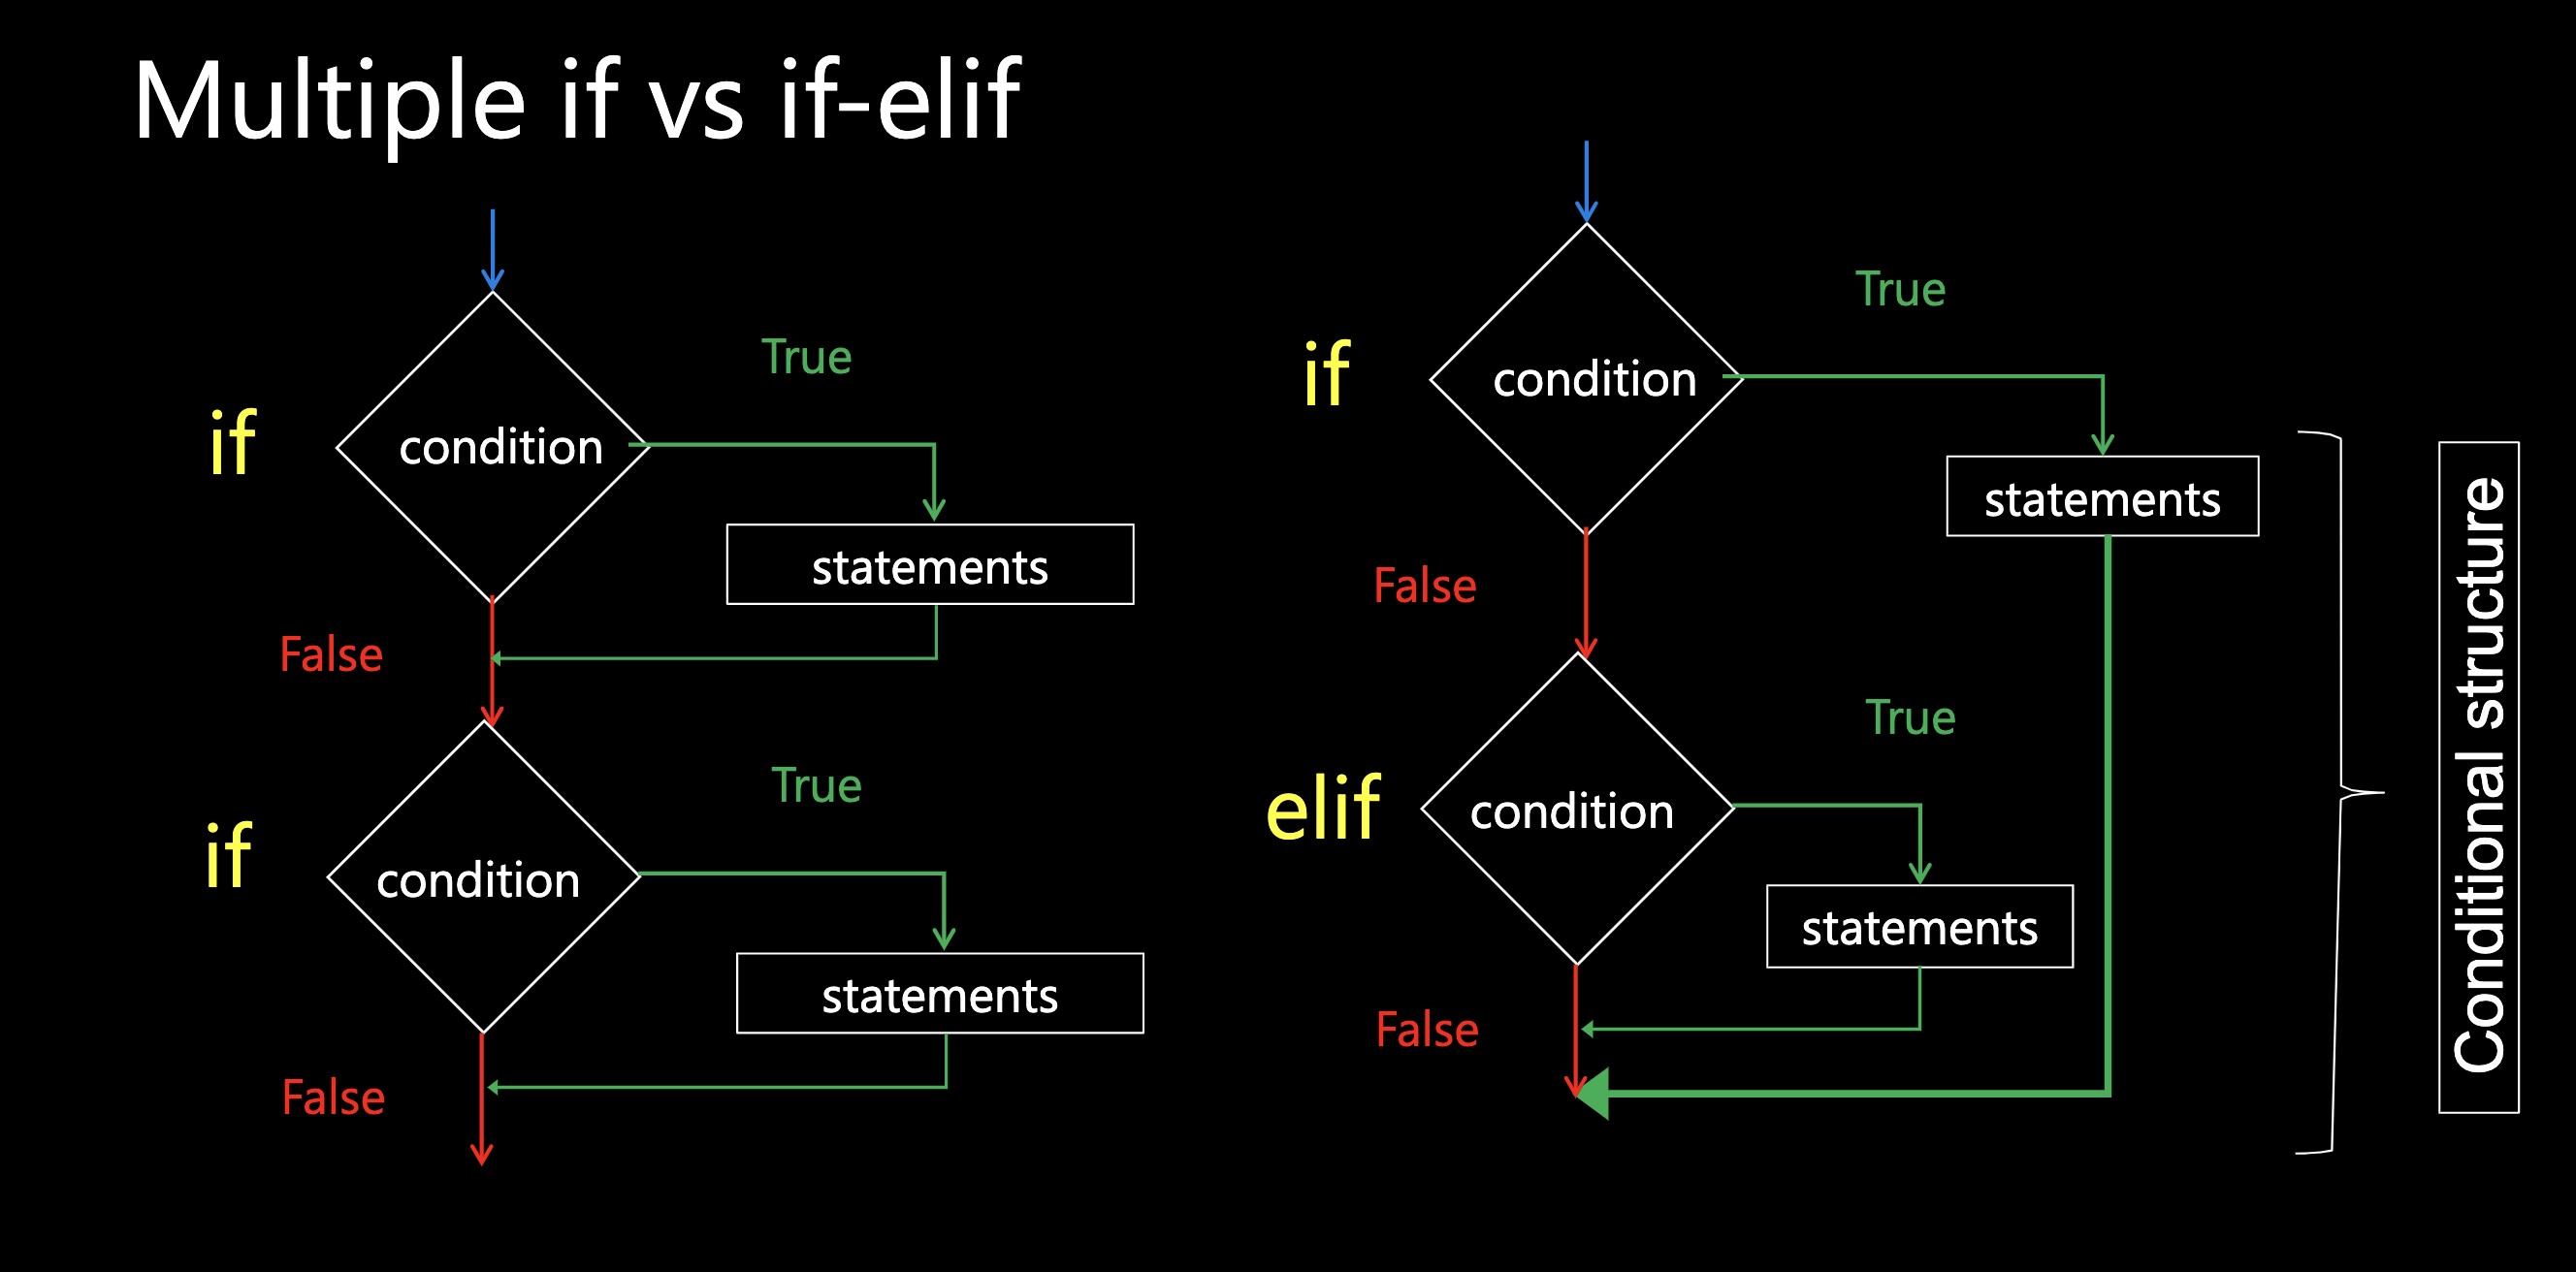 Multiple if vs if-elif
if
condition
True
statements
False
if
condition
True
statements
False
if
condition
True
statements
False
elif
condition
True
statements
False
Conditional structure